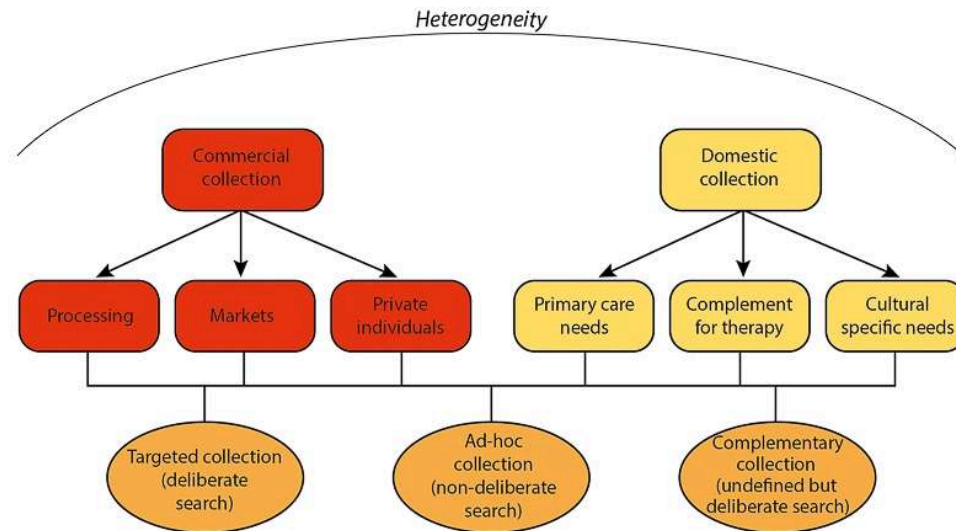 Heterogeneity
Commercial
collection
Domestic
collection
Processing
Markets
Private
individuals
Primary care
needs
Complement
for therapy
Cultural
specific needs
Targeted collection
(deliberate
search)
Ad-hoc
collection
(non-deliberate
search)
Complementary
collection
(undefined but
deliberate search)